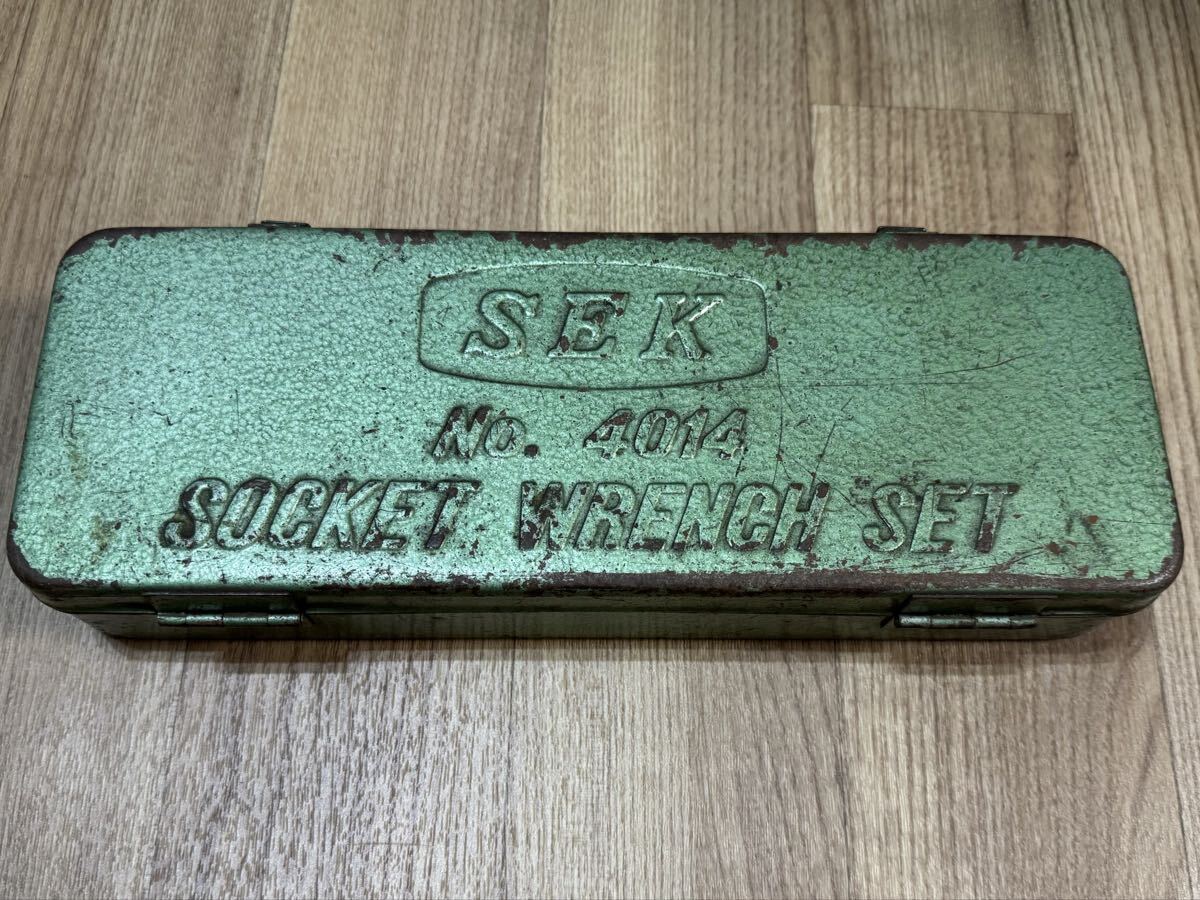 SEK
No. 4014
SOCKET WRENCH SET